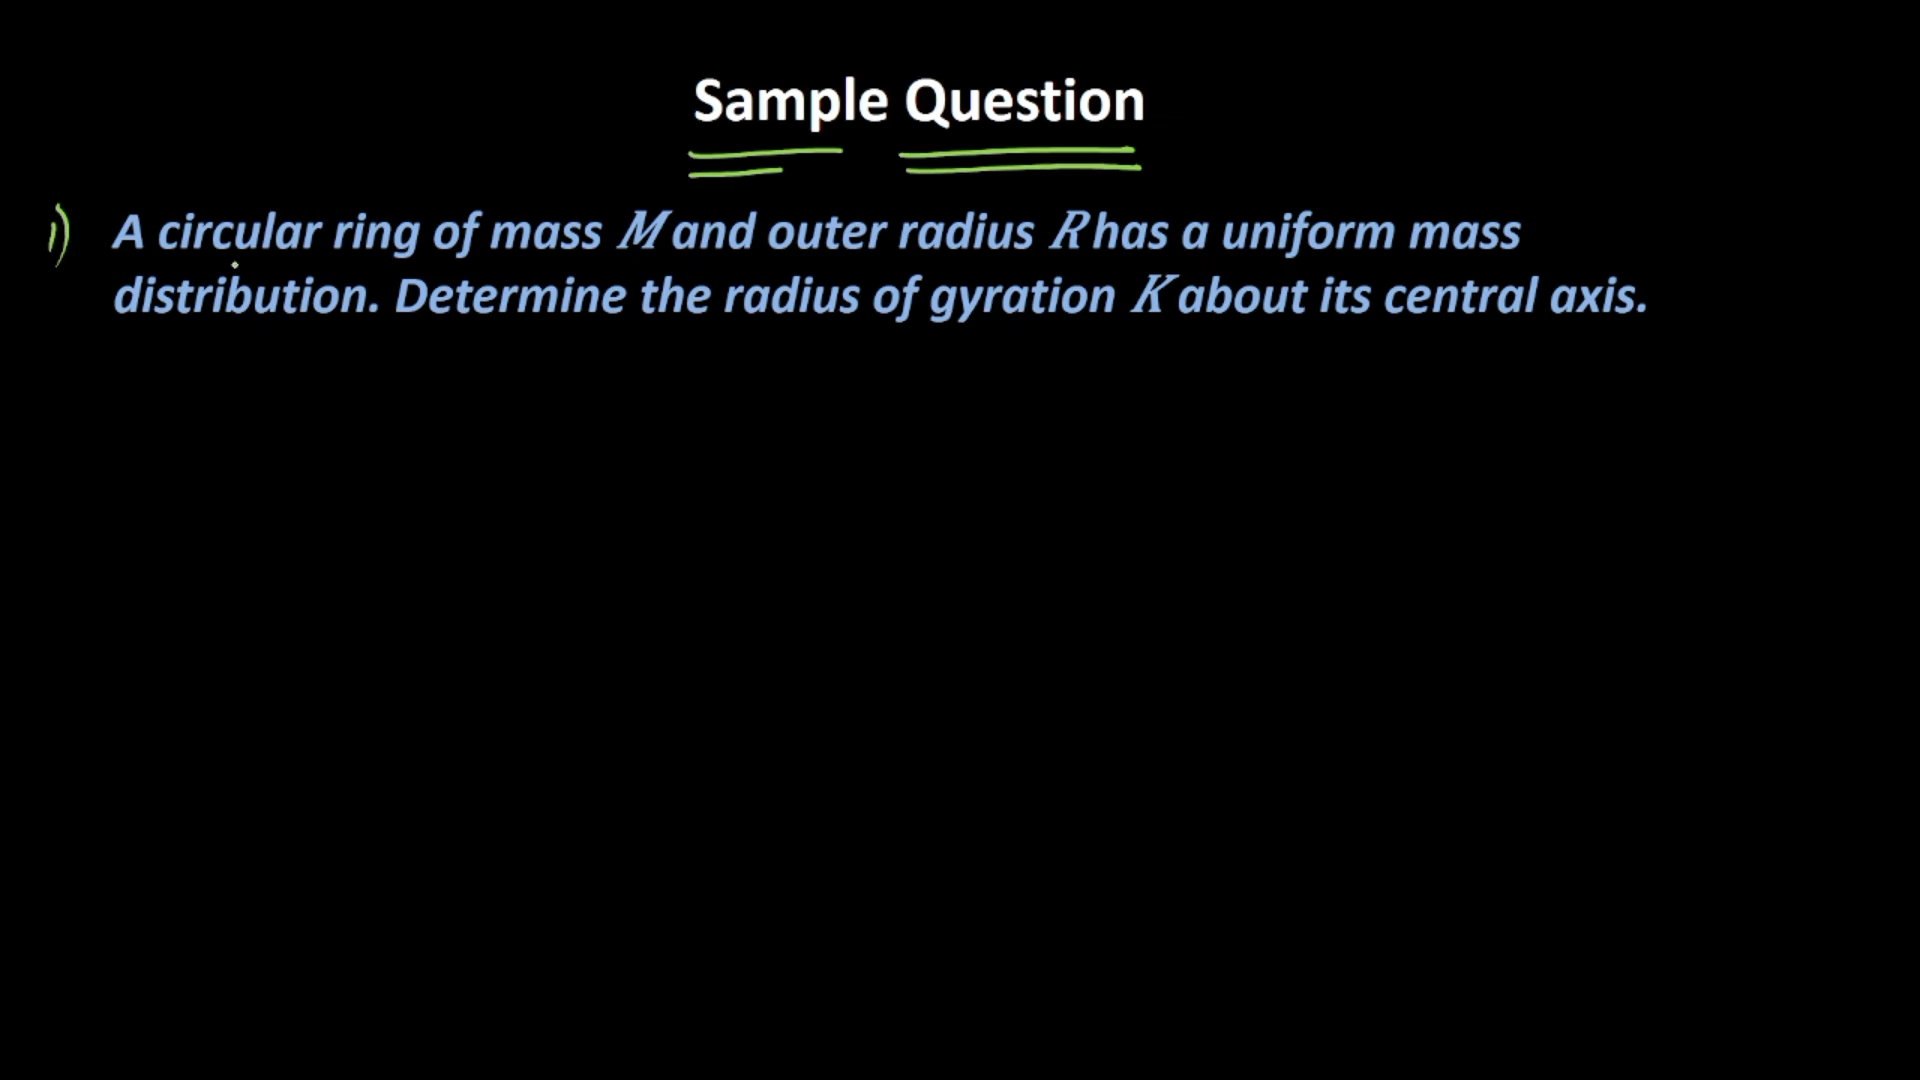 Sample Question
1) A circular ring of mass M and outer radius R has a uniform mass
distribution. Determine the radius of gyration K about its central axis.